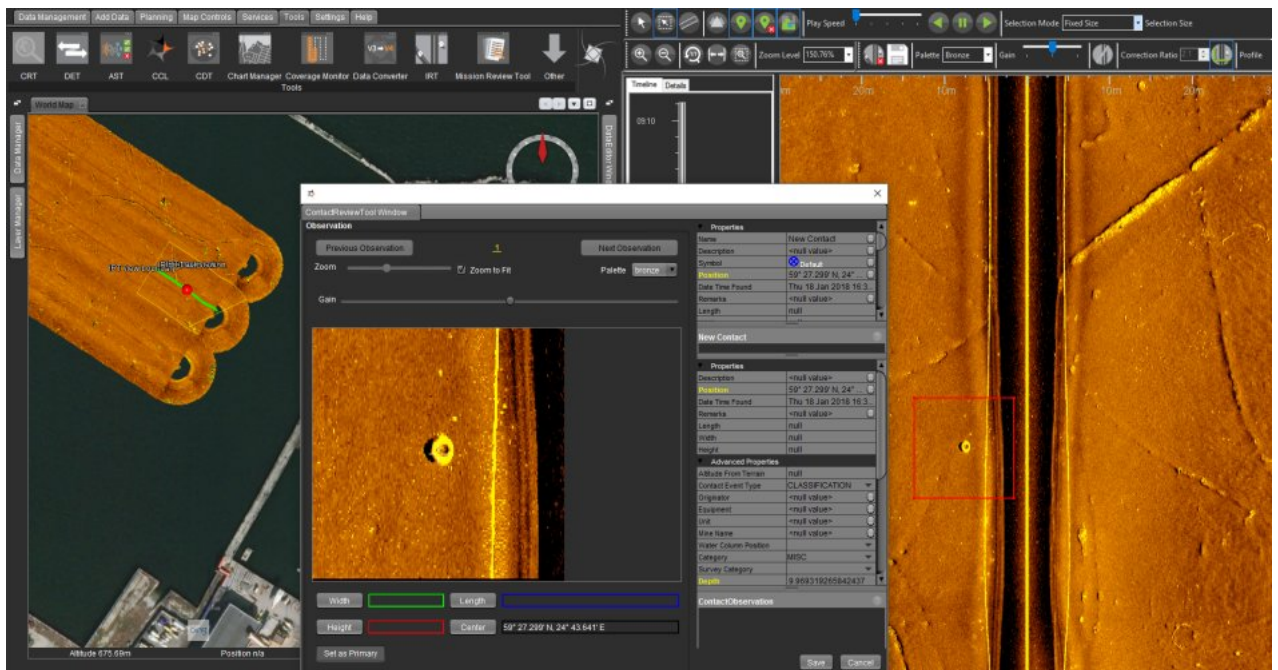 Data Management Add Data Planning Map Controls Services Tools Settings Help
CRT DET AST CCL CDT Chart Manager Coverage Monitor Data Converter IRT Mission Review Tool Other
Tools
World Map
Data Manager
Layer Manager
Altitude 675.69m Position n/a
Play Speed Selection Mode Fixed Size Selection Size
Zoom Level 150.76% Palette Bronze Gain Correction Ratio Profile
Timeline Details
09:10
20m 10m 10m 20m
ContactReviewTool Window
Observation
Previous Observation 1 Next Observation
Zoom Zoom to Fit Palette bronze
Gain
Width Length
Height Center 59° 27.299' N, 24° 43.641' E
Set as Primary
Properties
Name New Contact
Description <null value>
Symbol Default
Position 59° 27.299' N, 24° ...
Date Time Found Thu 18 Jan 2018 16:3...
Remarks <null value>
Length null
New Contact
Properties
Description <null value>
Position 59° 27.299' N, 24° ...
Date Time Found Thu 18 Jan 2018 16:3...
Remarks <null value>
Length null
Width null
Height null
Advanced Properties
Altitude From Terrain null
Contact Event Type CLASSIFICATION
Originator <null value>
Equipment <null value>
Unit <null value>
Mine Name <null value>
Water Column Position
Category MISC
Survey Category
Depth 9.969319265842437
ContactObservation
Save Cancel